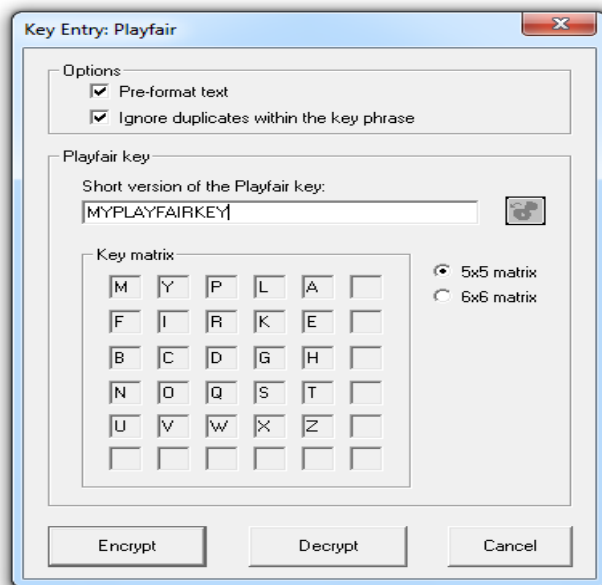 Key Entry: Playfair
Options
Pre-format text
Ignore duplicates within the key phrase
Playfair key
Short version of the Playfair key:
MYPLAYFAIRKEY
Key matrix
M Y P L A
F I R K E
B C D G H
N O Q S T
U V W X Z
5x5 matrix
6x6 matrix
Encrypt Decrypt Cancel